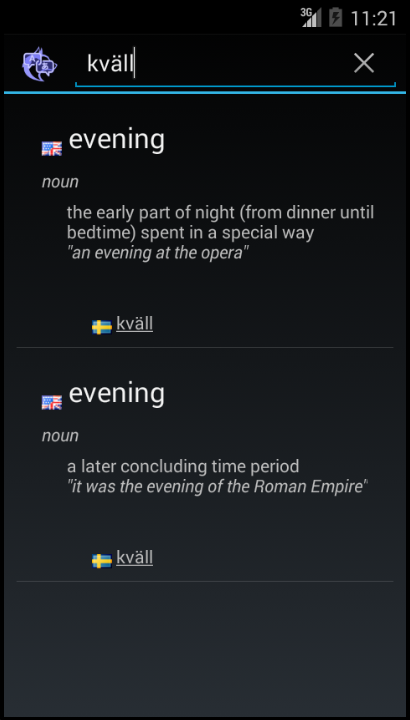 3G 11:21
kväll
evening
noun
the early part of night (from dinner until
bedtime) spent in a special way
"an evening at the opera"
kväll
evening
noun
a later concluding time period
"it was the evening of the Roman Empire"
kväll